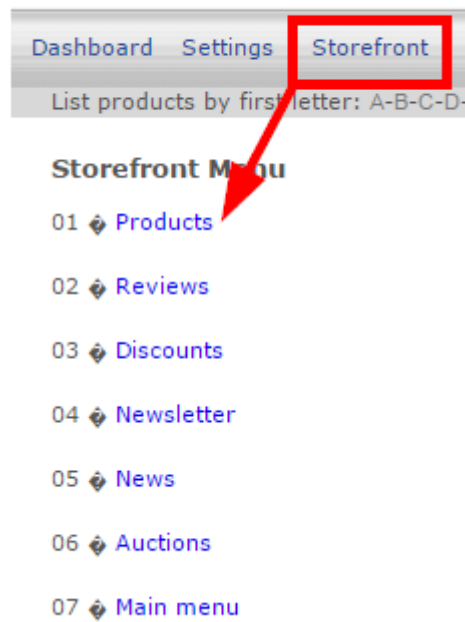 Dashboard Settings Storefront
List products by first letter: A-B-C-D-
Storefront Menu
01 � Products
02 � Reviews
03 � Discounts
04 � Newsletter
05 � News
06 � Auctions
07 � Main menu